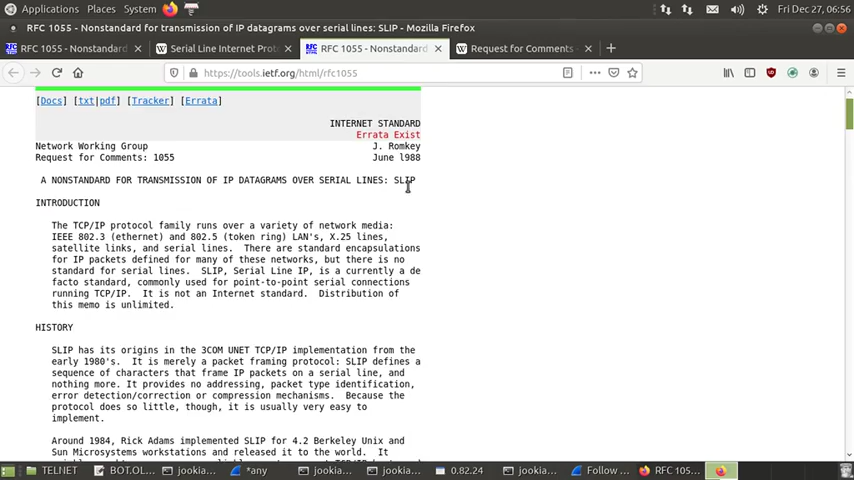 Applications Places System Fri Dec 27, 06:56
RFC 1055 - Nonstandard for transmission of IP datagrams over serial lines: SLIP - Mozilla Firefox
RFC 1055 - Nonstandard Serial Line Internet Prot RFC 1055 - Nonstandard Request for Comments -
https://tools.ietf.org/html/rfc1055
[Docs] [txt|pdf] [Tracker] [Errata]
INTERNET STANDARD
Errata Exist
Network Working Group J. Romkey
Request for Comments: 1055 June l988
A NONSTANDARD FOR TRANSMISSION OF IP DATAGRAMS OVER SERIAL LINES: SLIP
INTRODUCTION
The TCP/IP protocol family runs over a variety of network media:
IEEE 802.3 (ethernet) and 802.5 (token ring) LAN's, X.25 lines,
satellite links, and serial lines. There are standard encapsulations
for IP packets defined for many of these networks, but there is no
standard for serial lines. SLIP, Serial Line IP, is a currently a de
facto standard, commonly used for point-to-point serial connections
running TCP/IP. It is not an Internet standard. Distribution of
this memo is unlimited.
HISTORY
SLIP has its origins in the 3COM UNET TCP/IP implementation from the
early 1980's. It is merely a packet framing protocol: SLIP defines a
sequence of characters that frame IP packets on a serial line, and
nothing more. It provides no addressing, packet type identification,
error detection/correction or compression mechanisms. Because the
protocol does so little, though, it is usually very easy to
implement.
Around 1984, Rick Adams implemented SLIP for 4.2 Berkeley Unix and
Sun Microsystems workstations and released it to the world. It
TELNET BOT.OL... jookia... *any jookia... jookia... 0.82.24 jookia... Follow ... RFC 105...